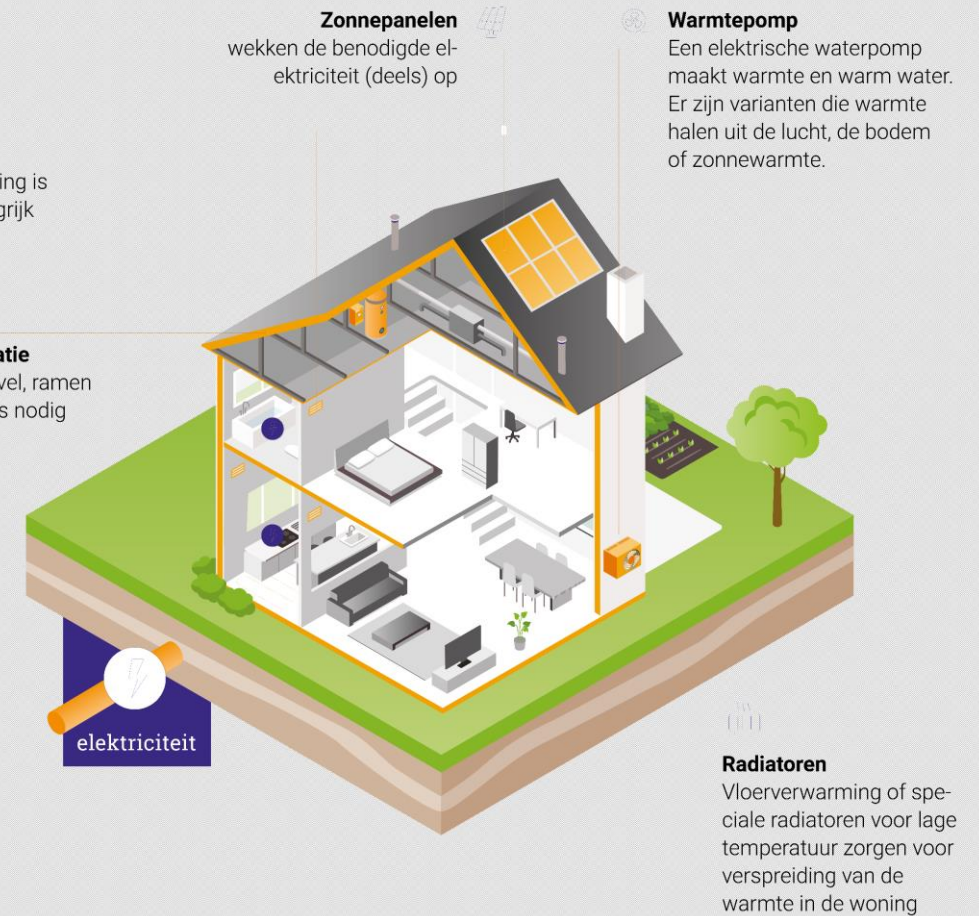 Zonnepanelen
wekken de benodigde el-
ektriciteit (deels) op
Warmtepomp
Een elektrische waterpomp
maakt warmte en warm water.
Er zijn varianten die warmte
halen uit de lucht, de bodem
of zonnewarmte.
ing is
grijk
atie
vel, ramen
s nodig
elektriciteit
Radiatoren
Vloerverwarming of spe-
ciale radiatoren voor lage
temperatuur zorgen voor
verspreiding van de
warmte in de woning